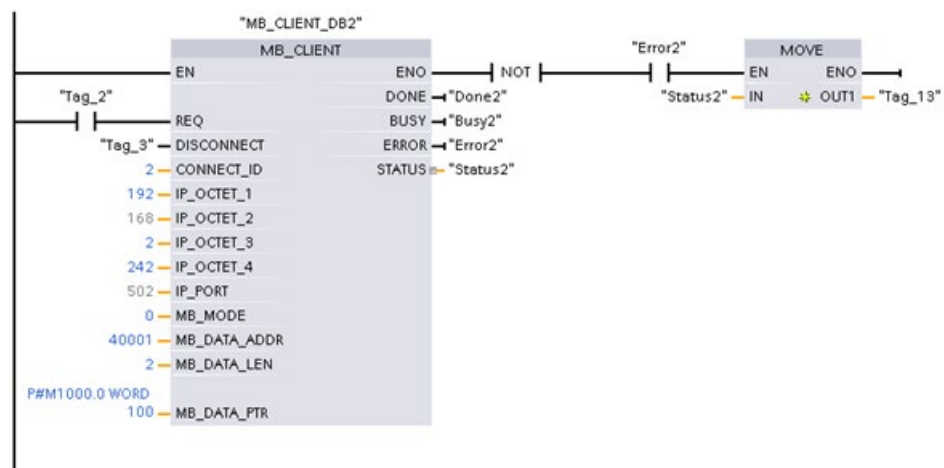 "MB_CLIENT_DB2"
MB_CLIENT
"Error2"
MOVE
EN ENO NOT EN ENO
"Tag_2" DONE "Done2" "Status2" IN OUT1 "Tag_13"
REQ BUSY "Busy2"
"Tag_3" DISCONNECT ERROR "Error2"
2 CONNECT_ID STATUS "Status2"
192 IP_OCTET_1
168 IP_OCTET_2
2 IP_OCTET_3
242 IP_OCTET_4
502 IP_PORT
0 MB_MODE
40001 MB_DATA_ADDR
2 MB_DATA_LEN
P#M1000.0 WORD
100 MB_DATA_PTR